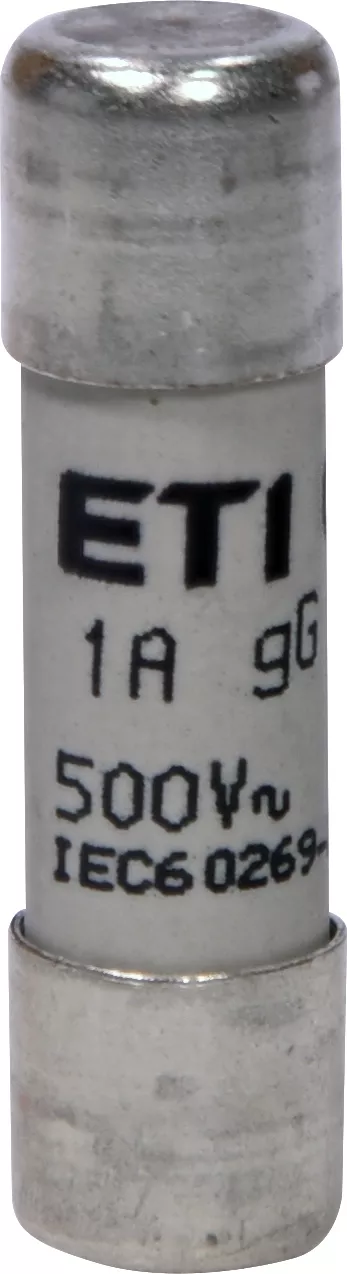 ETI
1A gG
500V~
IEC60269-